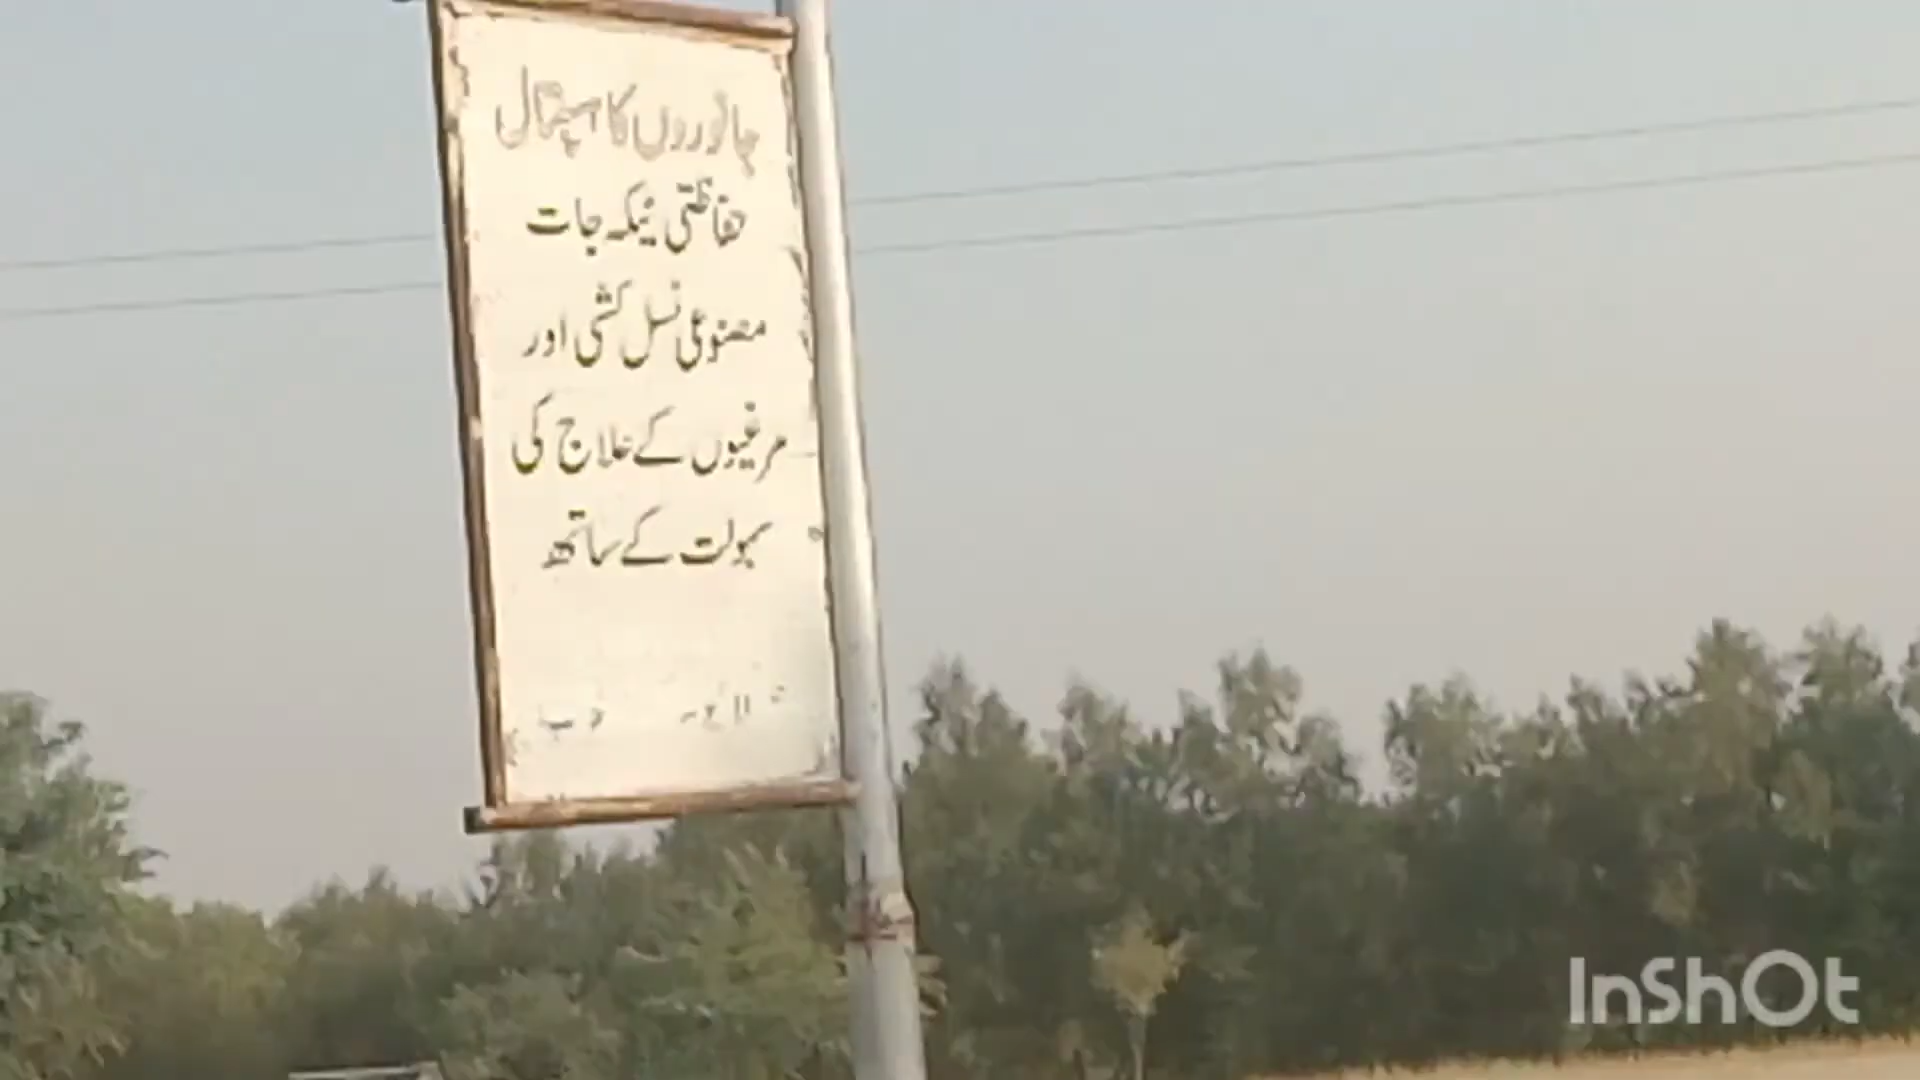 جانوروں کا ہسپتال
حفاظتی ٹیکہ جات
مصنوعی نسل کشی اور
مرغیوں کے علاج کی
سہولت کے ساتھ
InShOt